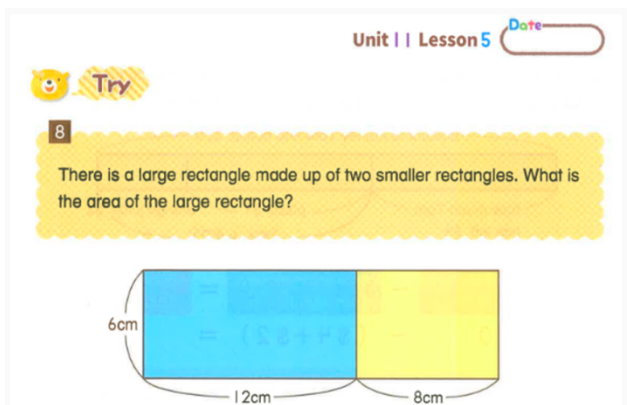 Unit 11 Lesson 5
Date
Try
8
There is a large rectangle made up of two smaller rectangles. What is
the area of the large rectangle?
6cm
12cm
8cm